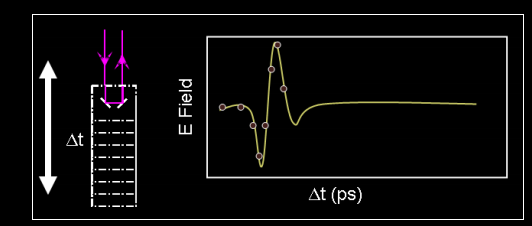 Δt
E Field
Δt (ps)